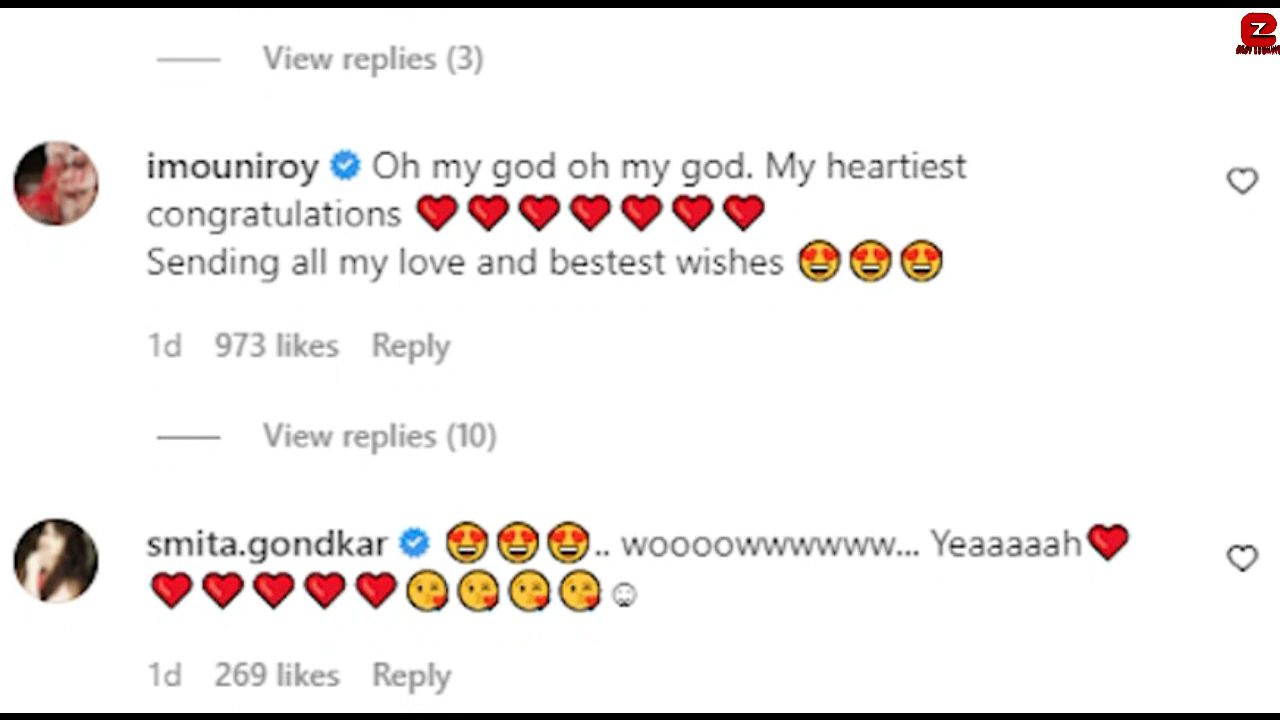 View replies (3)
imouniroy Oh my god oh my god. My heartiest
congratulations ❤️❤️❤️❤️❤️❤️❤️
Sending all my love and bestest wishes 😍😍😍
1d 973 likes Reply
View replies (10)
smita.gondkar 😍😍😍.. woooowwwwww... Yeaaaaah❤️
❤️❤️❤️❤️❤️😘😘😘😘☺
1d 269 likes Reply
Z